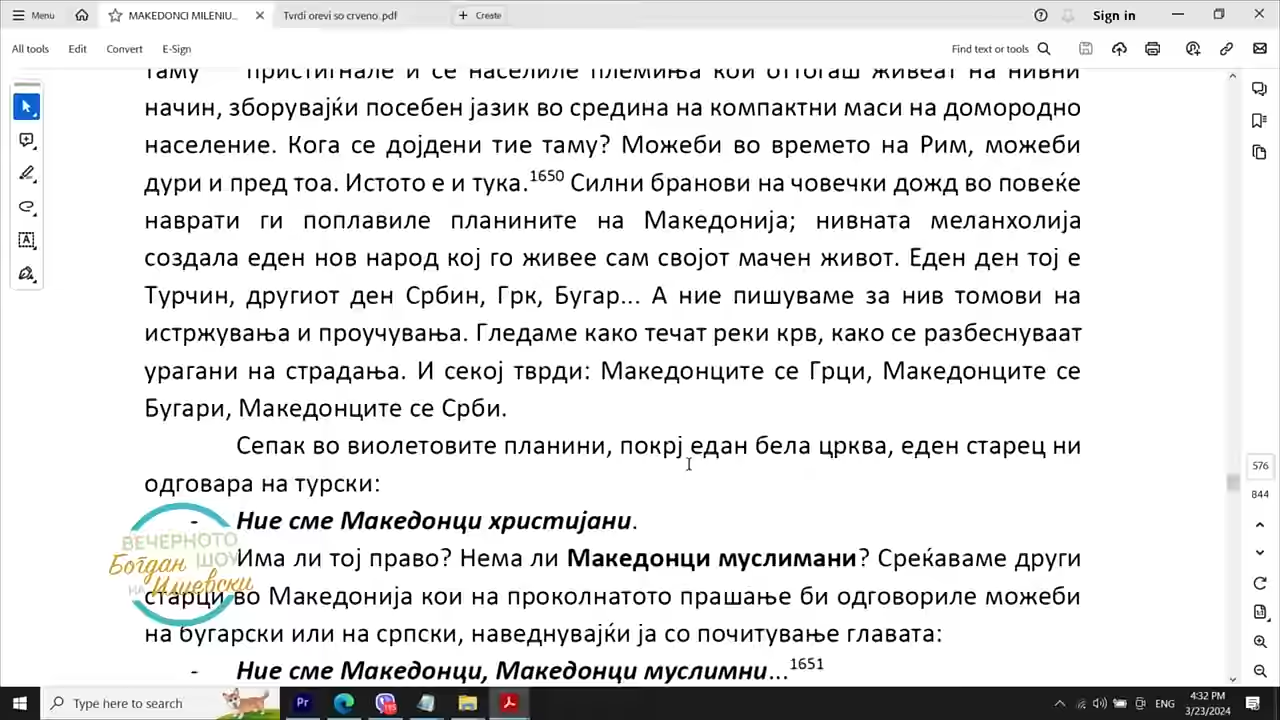 Menu
MAKEDONCI MILENIU...
Tvrdi orevi so crveno.pdf
Create
Sign in
All tools Edit Convert E-Sign
Find text or tools
таму пристигнале и се населиле племиња кои оттогаш живеат на нивни
начин, зборувајќи посебен јазик во средина на компактни маси на домородно
население. Кога се дојдени тие таму? Можеби во времето на Рим, можеби
дури и пред тоа. Истото е и тука.1650 Силни бранови на човечки дожд во повеќе
наврати ги поплавиле планините на Македонија; нивната меланхолија
создала еден нов народ кој го живее сам својот мачен живот. Еден ден тој е
Турчин, другиот ден Србин, Грк, Бугар... А ние пишуваме за нив томови на
истржувања и проучувања. Гледаме како течат реки крв, како се разбеснуваат
урагани на страдања. И секој тврди: Македонците се Грци, Македонците се
Бугари, Македонците се Срби.
Сепак во виолетовите планини, покрј едан бела црква, еден старец ни
одговара на турски:
- Ние сме Македонци христијани.
Има ли тој право? Нема ли Македонци муслимани? Среќаваме други
старци во Македонија кои на проколнатото прашање би одговориле можеби
на бугарски или на српски, наведнувајќи ја со почитување главата:
- Ние сме Македонци, Македонци муслимни...1651
ВЕЧЕРНОТО
ШОУ
НА
Богдан
Илиевски
576
844
Type here to search
Pr
195
ENG
4:32 PM
3/23/2024